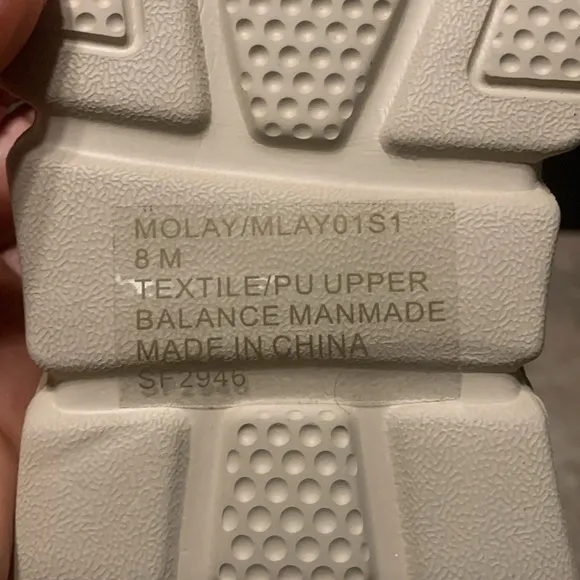 MOLAY/MLAY01S1
8 M
TEXTILE/PU UPPER
BALANCE MANMADE
MADE IN CHINA
SF2946